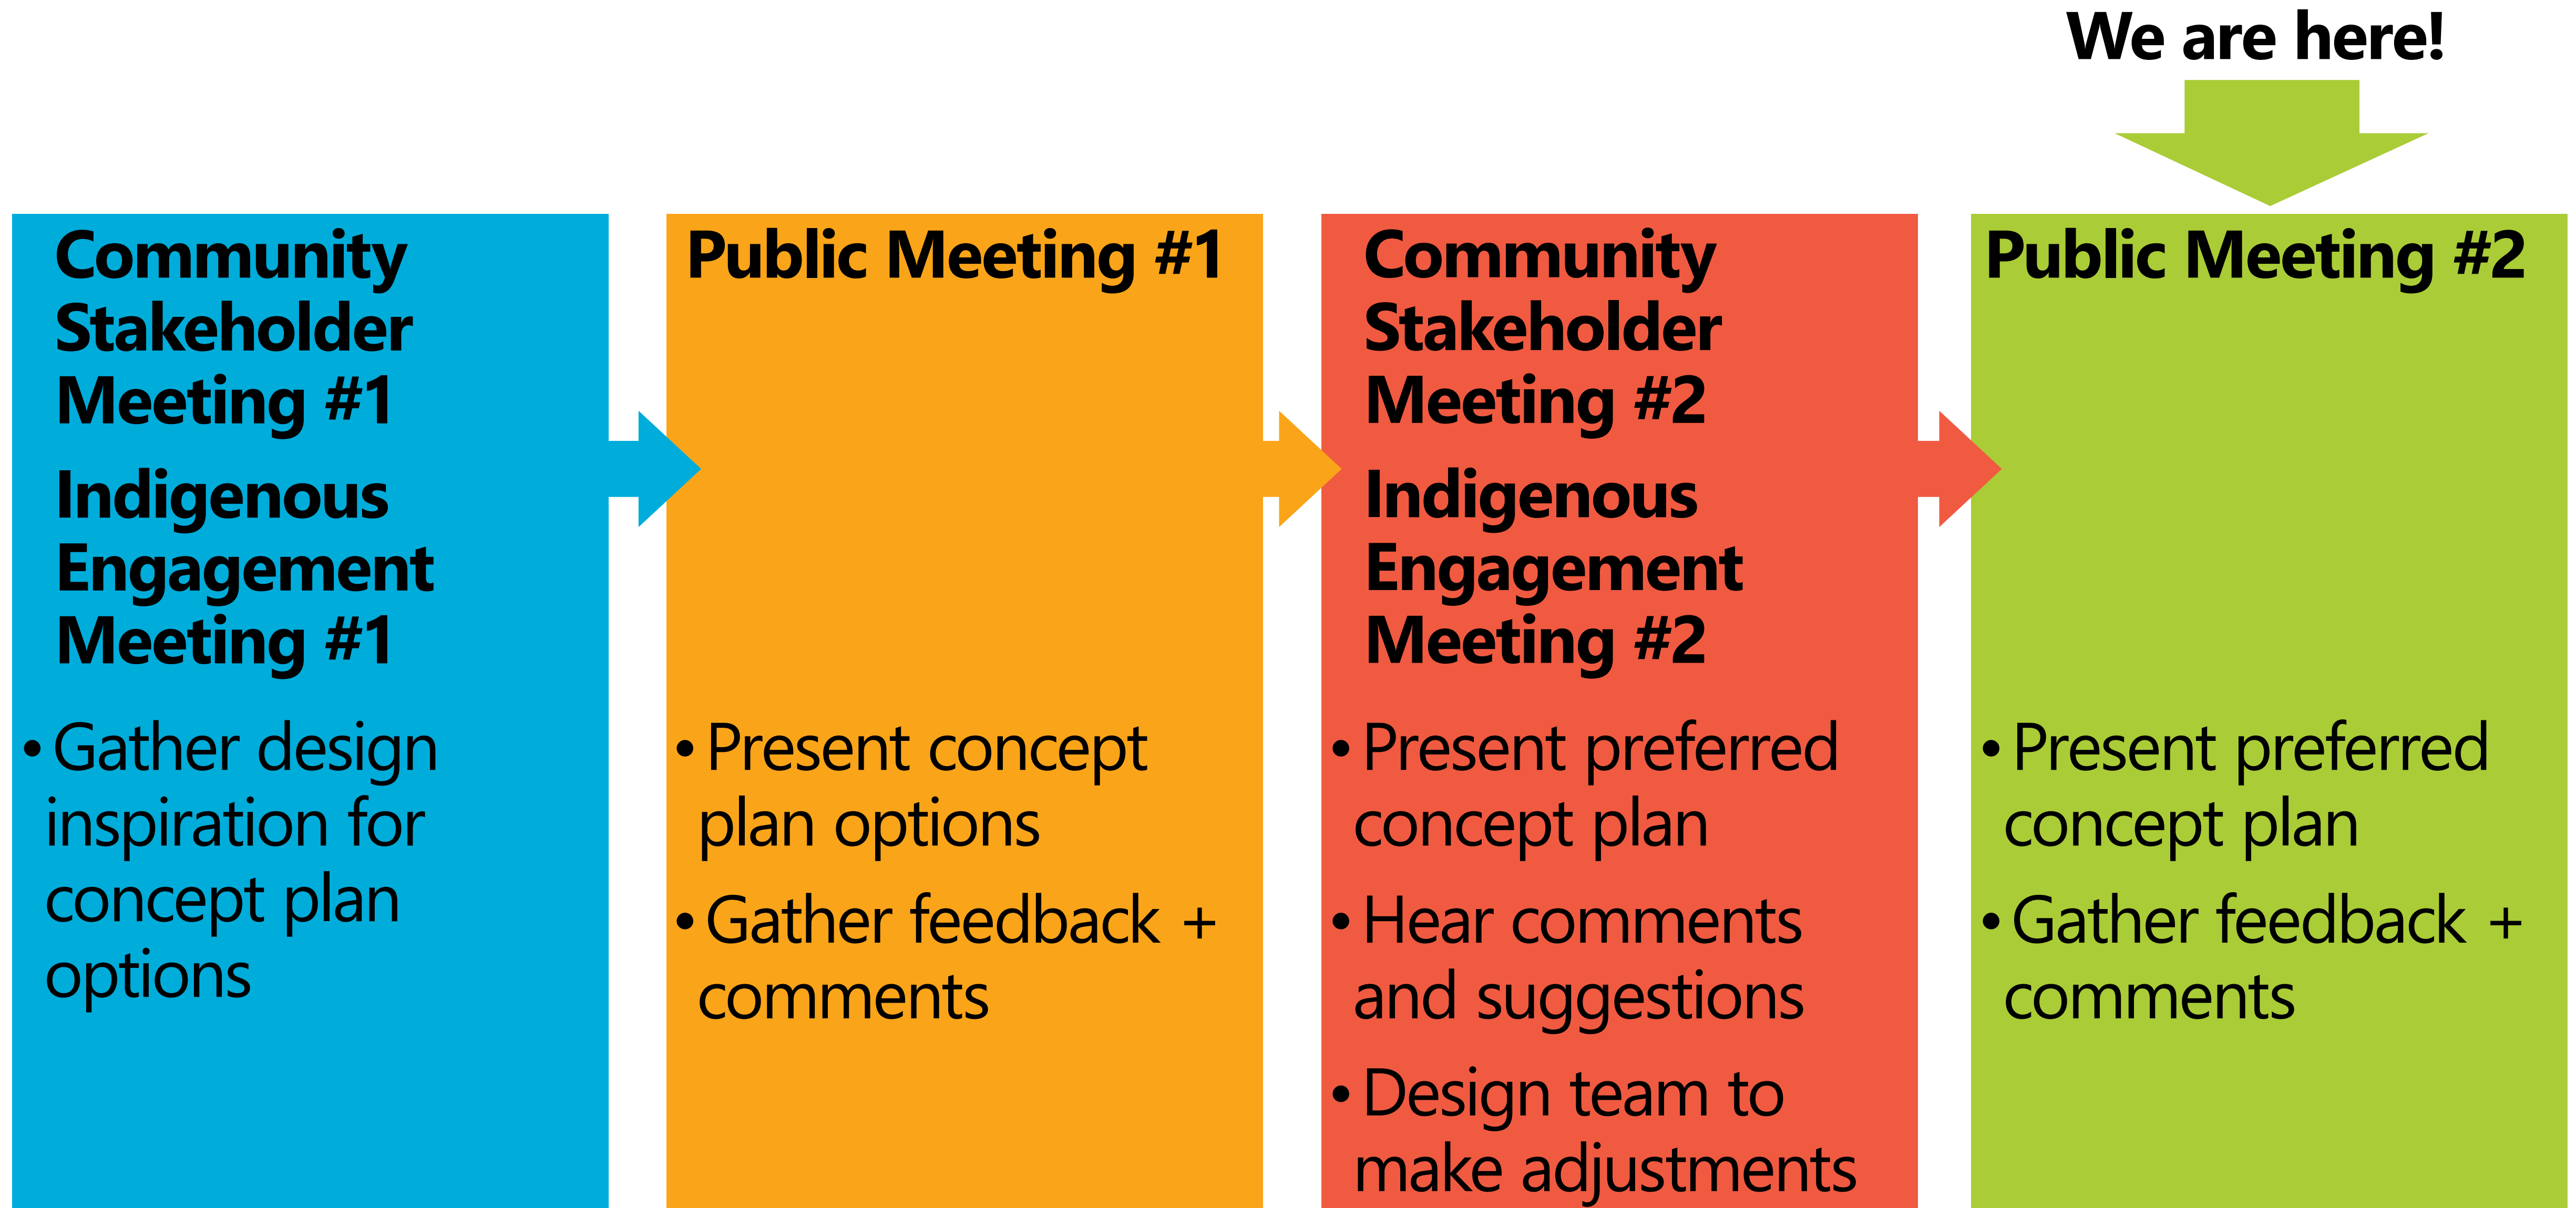 We are here!
Community
Stakeholder
Meeting #1
Indigenous
Engagement
Meeting #1
• Gather design
inspiration for
concept plan
options
Public Meeting #1
• Present concept
plan options
• Gather feedback +
comments
Community
Stakeholder
Meeting #2
Indigenous
Engagement
Meeting #2
• Present preferred
concept plan
• Hear comments
and suggestions
• Design team to
make adjustments
Public Meeting #2
• Present preferred
concept plan
• Gather feedback +
comments